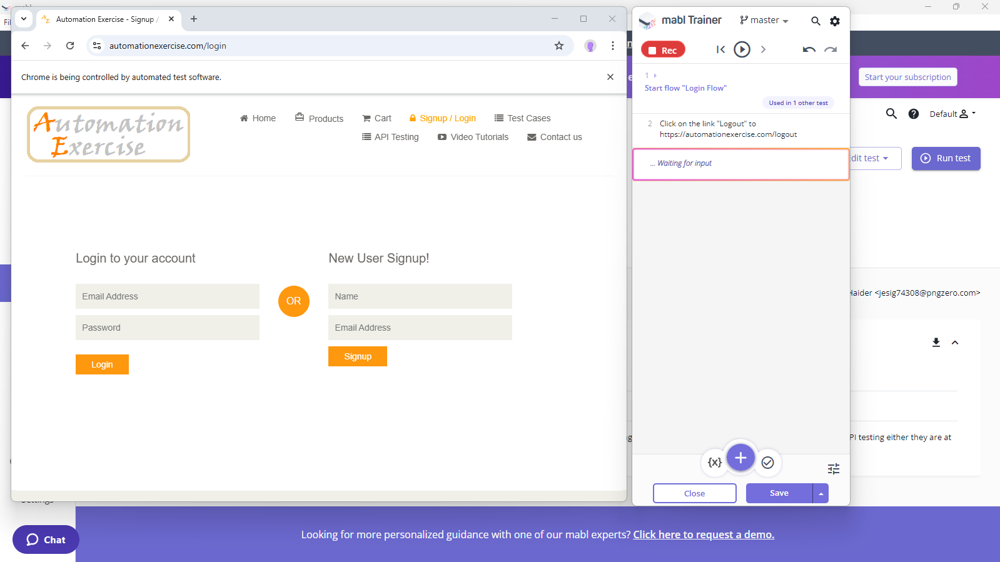 mabl
Fil
Automation Exercise - Signup /
automationexercise.com/login
Chrome is being controlled by automated test software.
Automation
Exercise
Home
Products
Cart
Signup / Login
Test Cases
API Testing
Video Tutorials
Contact us
Login to your account
Email Address
Password
Login
OR
New User Signup!
Name
Email Address
Signup
mabl Trainer
master
Rec
1
Start flow "Login Flow"
Used in 1 other test
2 Click on the link "Logout" to
https://automationexercise.com/logout
... Waiting for input
{x}
Close
Save
Start your subscription
Default
dit test
Run test
Haider <jesig74308@pngzero.com>
PI testing either they are at
Settings
Chat
Looking for more personalized guidance with one of our mabl experts? Click here to request a demo.